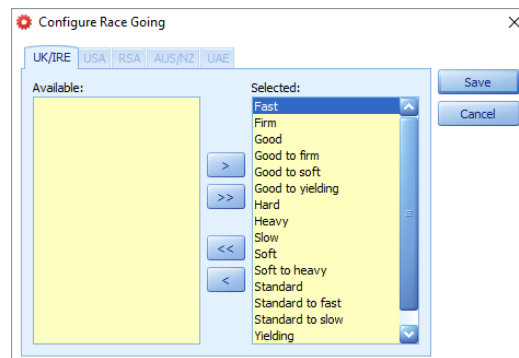 Configure Race Going
UK/IRE USA RSA AUS/NZ UAE
Available:
Selected:
Fast
Firm
Good
Good to firm
Good to soft
Good to yielding
Hard
Heavy
Slow
Soft
Soft to heavy
Standard
Standard to fast
Standard to slow
Yielding
>
>>
<<
<
Save
Cancel